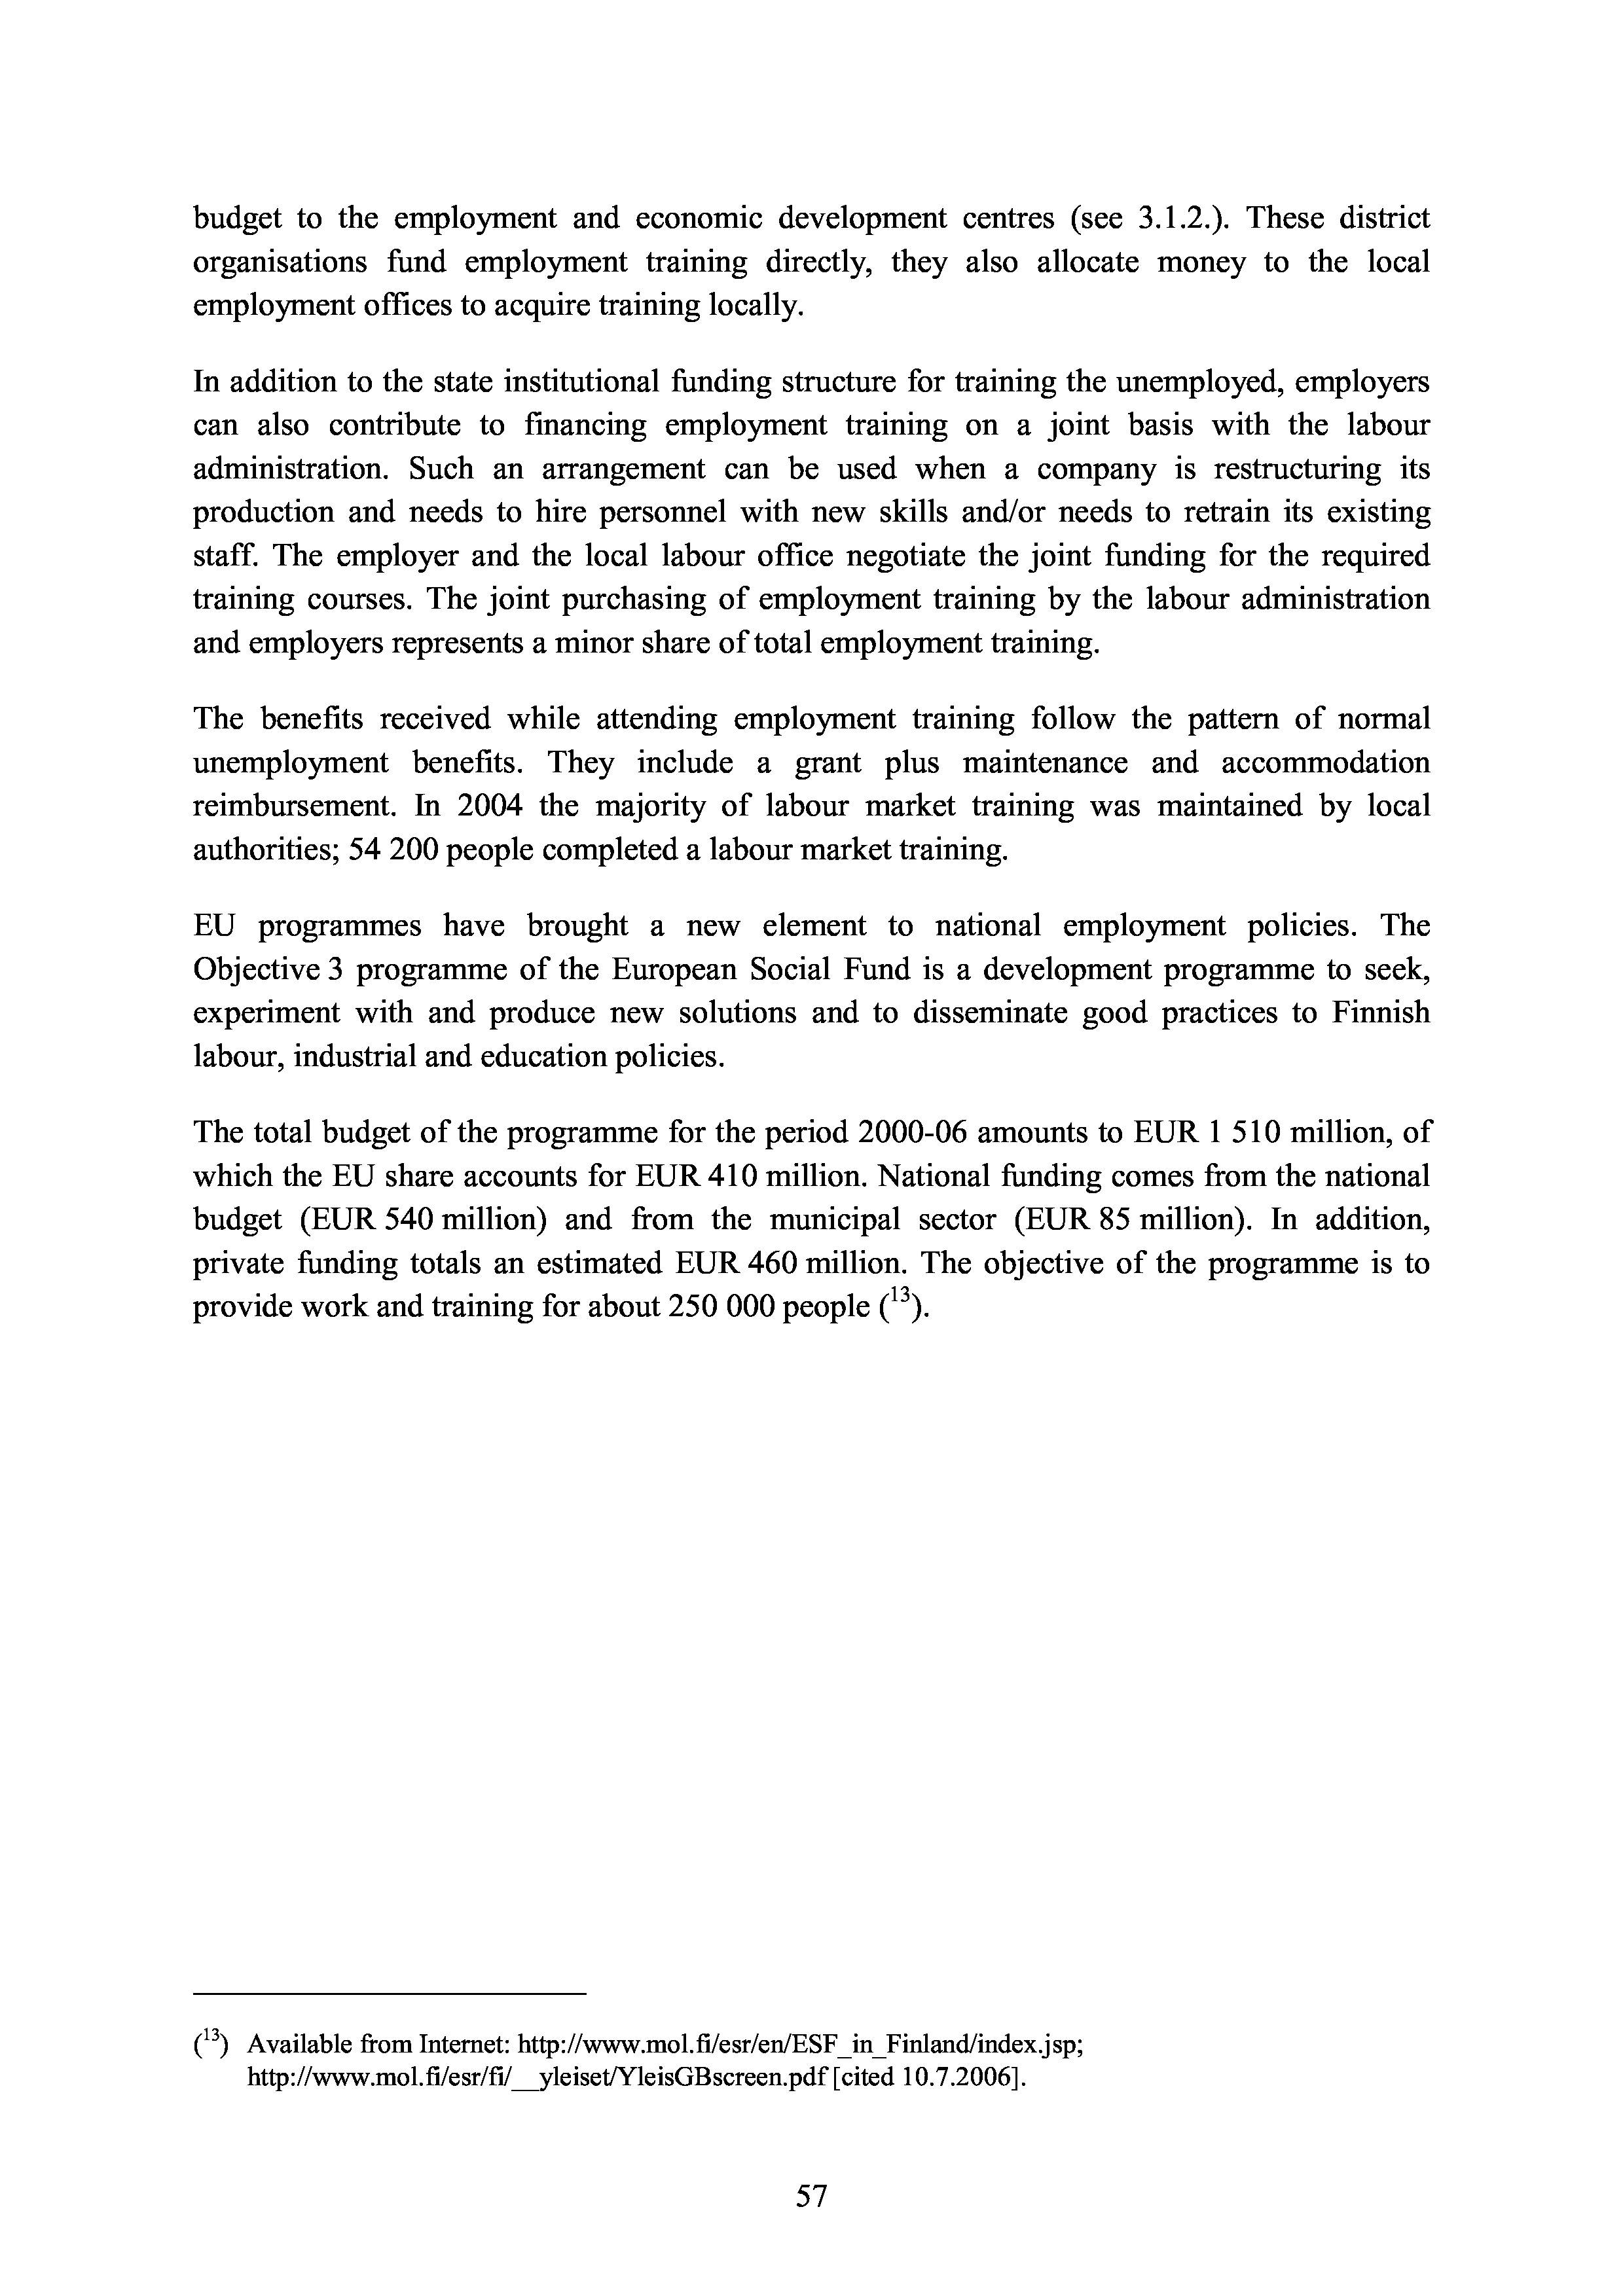 budget to the employment and economic development centres (see 3.1.2.). These district
organisations fund employment training directly, they also allocate money to the local
employment offices to acquire training locally.
In addition to the state institutional funding structure for training the unemployed, employers
can also contribute to financing employment training on a joint basis with the labour
administration. Such an arrangement can be used when a company is restructuring its
production and needs to hire personnel with new skills and/or needs to retrain its existing
staff. The employer and the local labour office negotiate the joint funding for the required
training courses. The joint purchasing of employment training by the labour administration
and employers represents a minor share of total employment training.
The benefits received while attending employment training follow the pattern of normal
unemployment benefits. They include a grant plus maintenance and accommodation
reimbursement. In 2004 the majority of labour market training was maintained by local
authorities; 54 200 people completed a labour market training.
EU programmes have brought a new element to national employment policies. The
Objective 3 programme of the European Social Fund is a development programme to seek,
experiment with and produce new solutions and to disseminate good practices to Finnish
labour, industrial and education policies.
The total budget of the programme for the period 2000-06 amounts to EUR 1 510 million, of
which the EU share accounts for EUR 410 million. National funding comes from the national
budget (EUR 540 million) and from the municipal sector (EUR 85 million). In addition,
private funding totals an estimated EUR 460 million. The objective of the programme is to
provide work and training for about 250 000 people (13).
(13) Available from Internet: http://www.mol.fi/esr/en/ESF_in_Finland/index.jsp;
http://www.mol.fi/esr/fi/__yleiset/YleisGBscreen.pdf [cited 10.7.2006].
57